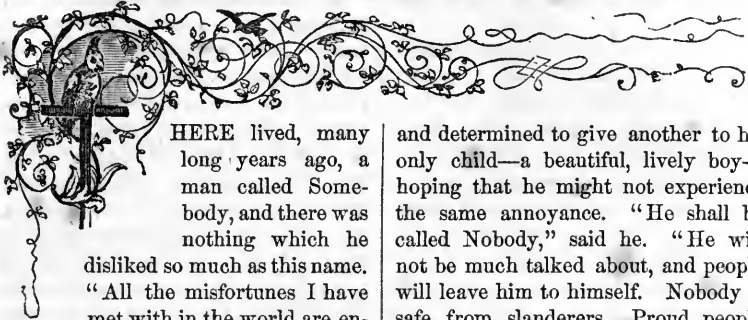 HERE lived, many
long years ago, a
man called Some-
body, and there was
nothing which he
disliked so much as this name.
"All the misfortunes I have
met with in the world are en-
and determined to give another to h
only child—a beautiful, lively boy-
hoping that he might not experienc
the same annoyance. "He shall b
called Nobody," said he. "He wi
not be much talked about, and peopl
will leave him to himself. Nobody
safe from slanderers. Proud peopl